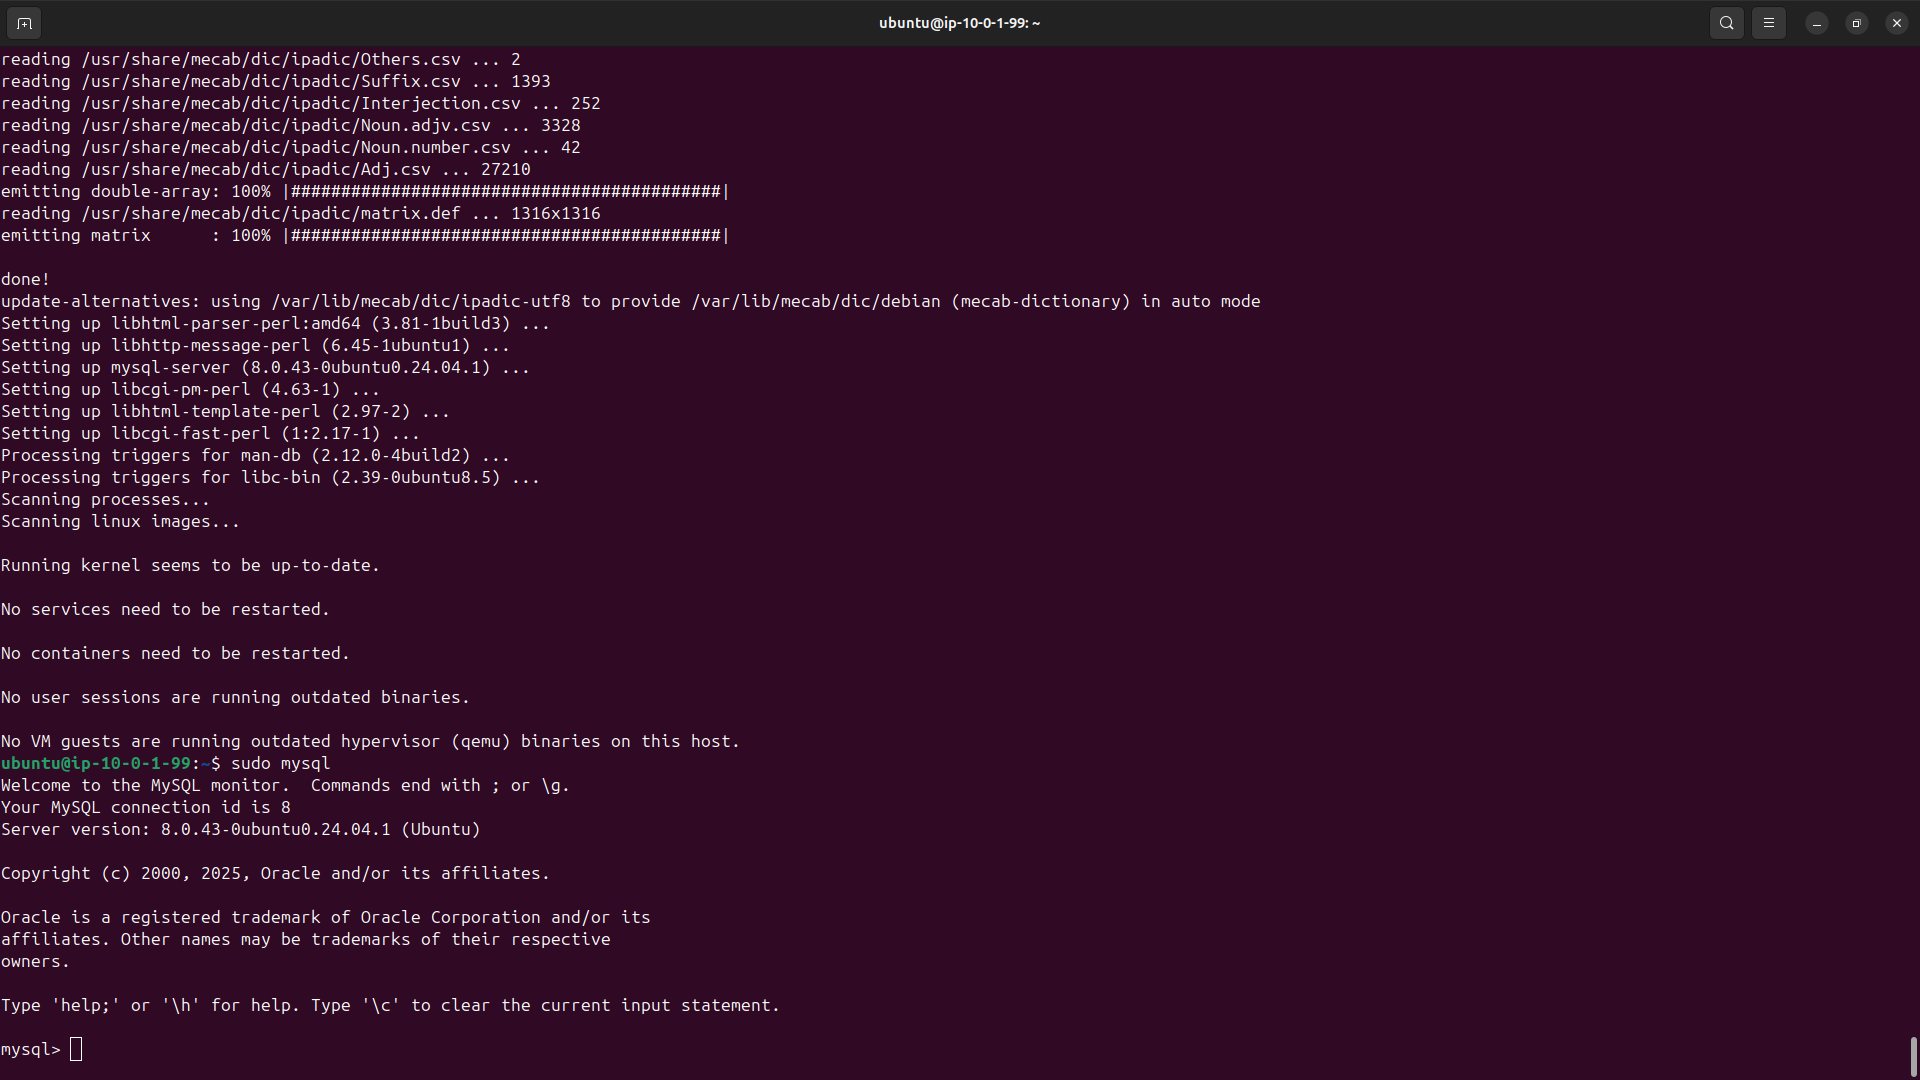 ubuntu@ip-10-0-1-99: ~
reading /usr/share/mecab/dic/ipadic/Others.csv ... 2
reading /usr/share/mecab/dic/ipadic/Suffix.csv ... 1393
reading /usr/share/mecab/dic/ipadic/Interjection.csv ... 252
reading /usr/share/mecab/dic/ipadic/Noun.adjv.csv ... 3328
reading /usr/share/mecab/dic/ipadic/Noun.number.csv ... 42
reading /usr/share/mecab/dic/ipadic/Adj.csv ... 27210
emitting double-array: 100% |###########################################|
reading /usr/share/mecab/dic/ipadic/matrix.def ... 1316x1316
emitting matrix      : 100% |###########################################|

done!
update-alternatives: using /var/lib/mecab/dic/ipadic-utf8 to provide /var/lib/mecab/dic/debian (mecab-dictionary) in auto mode
Setting up libhtml-parser-perl:amd64 (3.81-1build3) ...
Setting up libhttp-message-perl (6.45-1ubuntu1) ...
Setting up mysql-server (8.0.43-0ubuntu0.24.04.1) ...
Setting up libcgi-pm-perl (4.63-1) ...
Setting up libhtml-template-perl (2.97-2) ...
Setting up libcgi-fast-perl (1:2.17-1) ...
Processing triggers for man-db (2.12.0-4build2) ...
Processing triggers for libc-bin (2.39-0ubuntu8.5) ...
Scanning processes...
Scanning linux images...

Running kernel seems to be up-to-date.

No services need to be restarted.

No containers need to be restarted.

No user sessions are running outdated binaries.

No VM guests are running outdated hypervisor (qemu) binaries on this host.
ubuntu@ip-10-0-1-99:~$ sudo mysql
Welcome to the MySQL monitor.  Commands end with ; or \g.
Your MySQL connection id is 8
Server version: 8.0.43-0ubuntu0.24.04.1 (Ubuntu)

Copyright (c) 2000, 2025, Oracle and/or its affiliates.

Oracle is a registered trademark of Oracle Corporation and/or its
affiliates. Other names may be trademarks of their respective
owners.

Type 'help;' or '\h' for help. Type '\c' to clear the current input statement.

mysql>